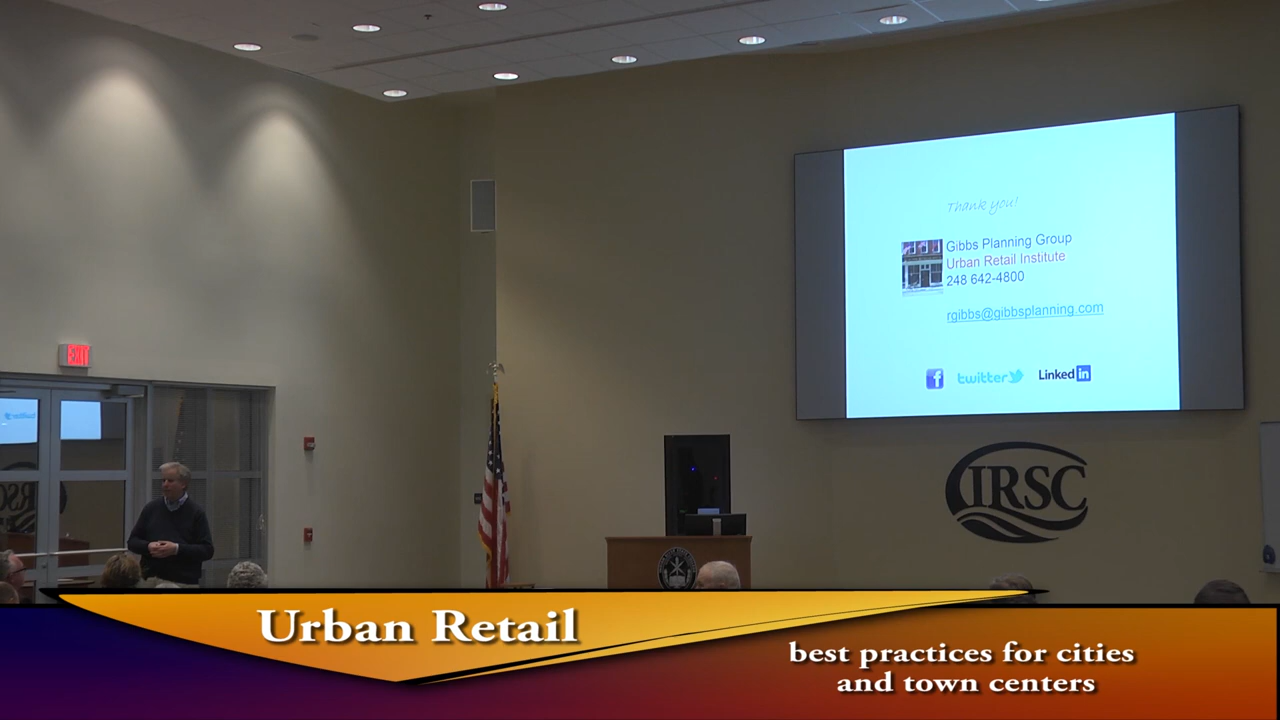 Thank you!
Gibbs Planning Group
Urban Retail Institute
248 642-4800
rgibbs@gibbsplanning.com
f twitter Linked in
EXIT
IRSC
Urban Retail
best practices for cities
and town centers